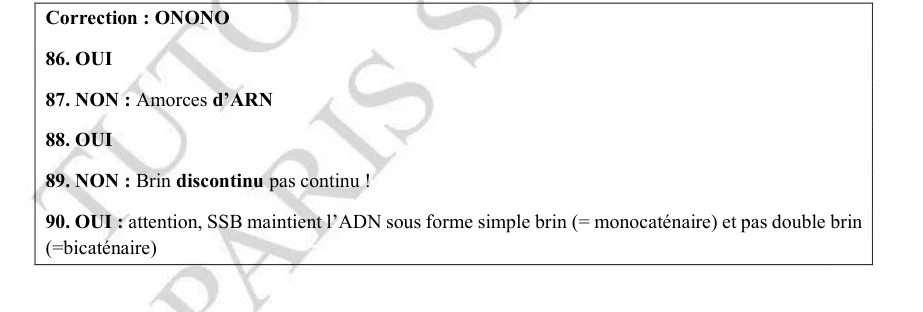 Correction : ONONO
86. OUI
87. NON : Amorces d'ARN
88. OUI
89. NON : Brin discontinu pas continu !
90. OUI : attention, SSB maintient l'ADN sous forme simple brin (= monocaténaire) et pas double brin
(=bicaténaire)